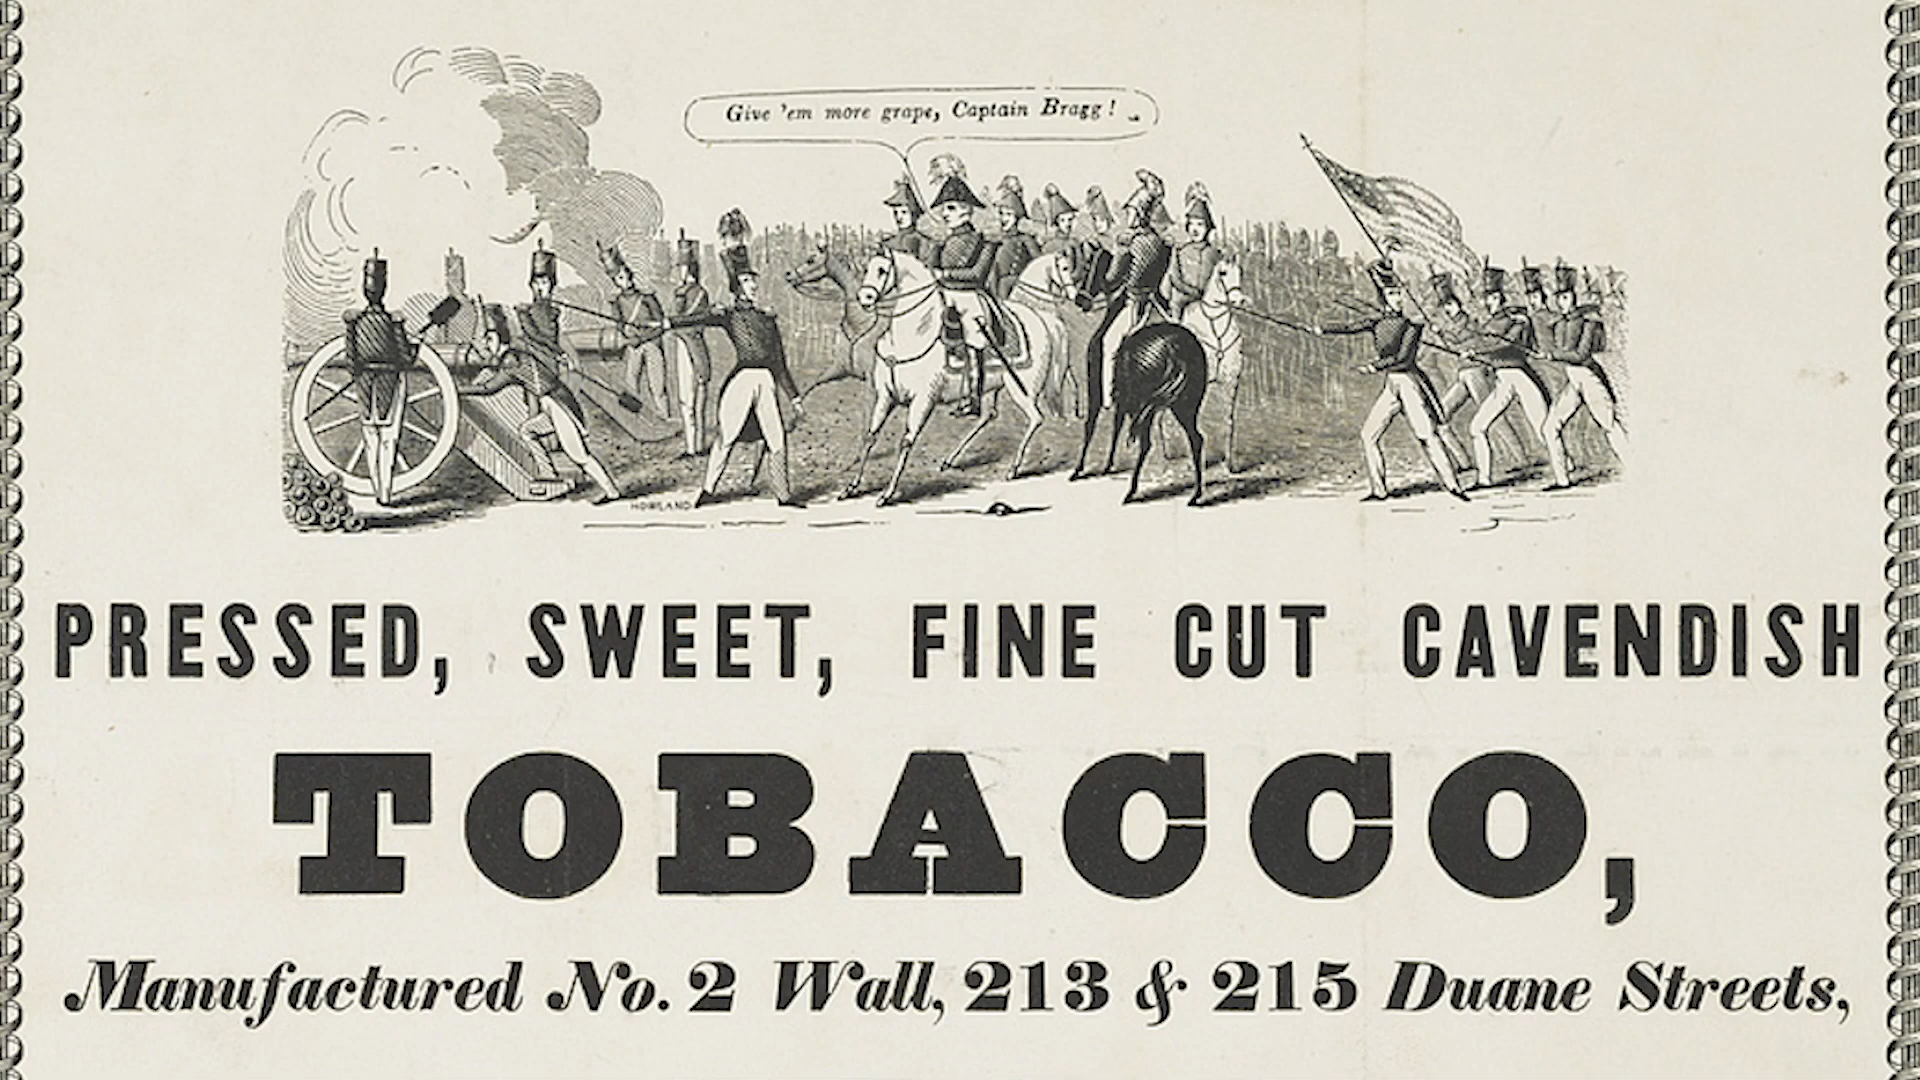 Give 'em more grape, Captain Bragg!
HOWLAND
PRESSED, SWEET, FINE CUT CAVENDISH
TOBACCO,
Manufactured No. 2 Wall, 213 & 215 Duane Streets,